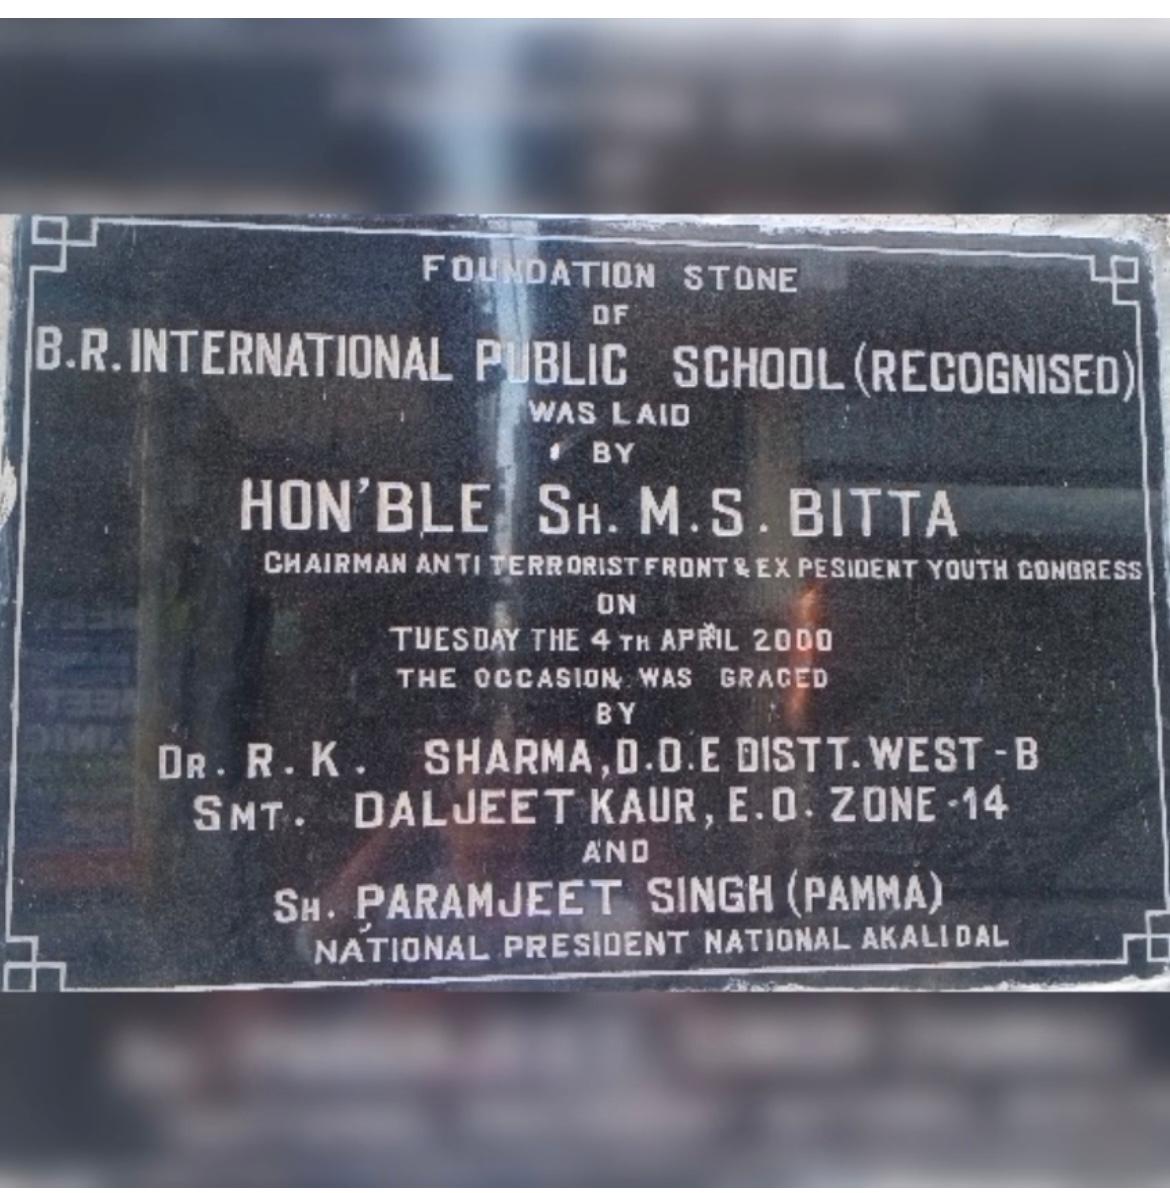 FOUNDATION STONE
OF
B.R. INTERNATIONAL PUBLIC SCHOOL (RECOGNISED)
WAS LAID
BY
HON'BLE SH. M.S. BITTA
CHAIRMAN ANTI TERRORIST FRONT & EX PESIDENT YOUTH CONGRESS
ON
TUESDAY THE 4TH APRIL 2000
THE OCCASION WAS GRACED
BY
DR. R.K. SHARMA, D.O.E DISTT. WEST-B
SMT. DALJEET KAUR, E.O. ZONE-14
AND
SH. PARAMJEET SINGH (PAMMA)
NATIONAL PRESIDENT NATIONAL AKALI DAL